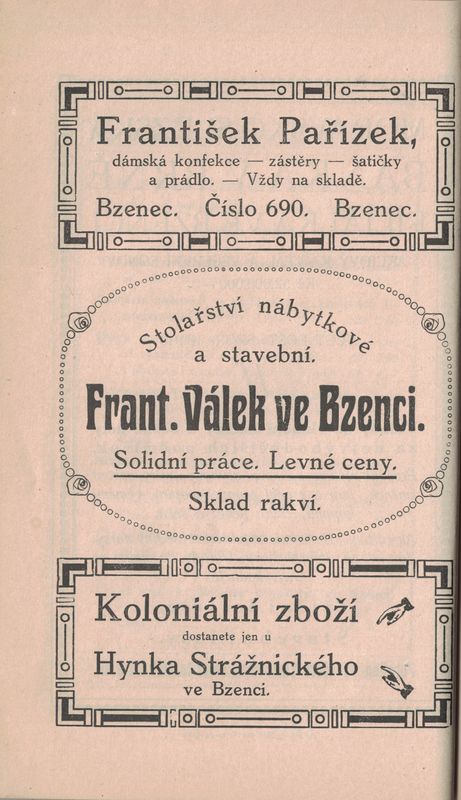 František Pařízek,
dámská konfekce — zástěry — šatičky
a prádlo. — Vždy na skladě.
Bzenec. Číslo 690. Bzenec.
Stolařství nábytkové
a stavební.
Frant. Válek ve Bzenci.
Solidní práce. Levné ceny.
Sklad rakví.
Koloniální zboží
dostanete jen u
Hynka Strážnického
ve Bzenci.